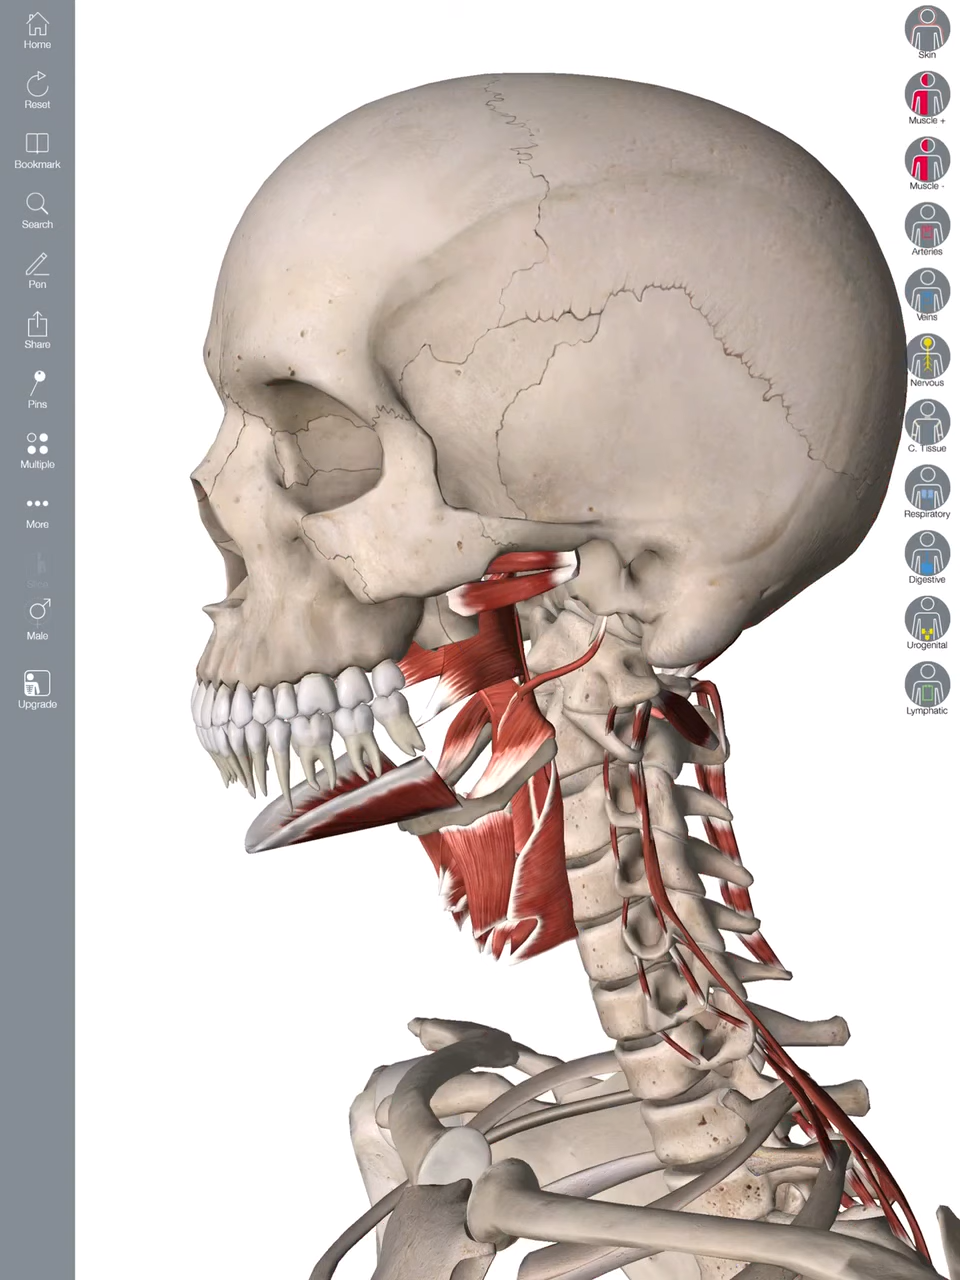 Home
Reset
Bookmark
Search
Pen
Share
Pins
Multiple
More
Male
Upgrade
Skin
Muscle +
Muscle -
Arteries
Veins
Nervous
C. Tissue
Respiratory
Digestive
Urogenital
Lymphatic